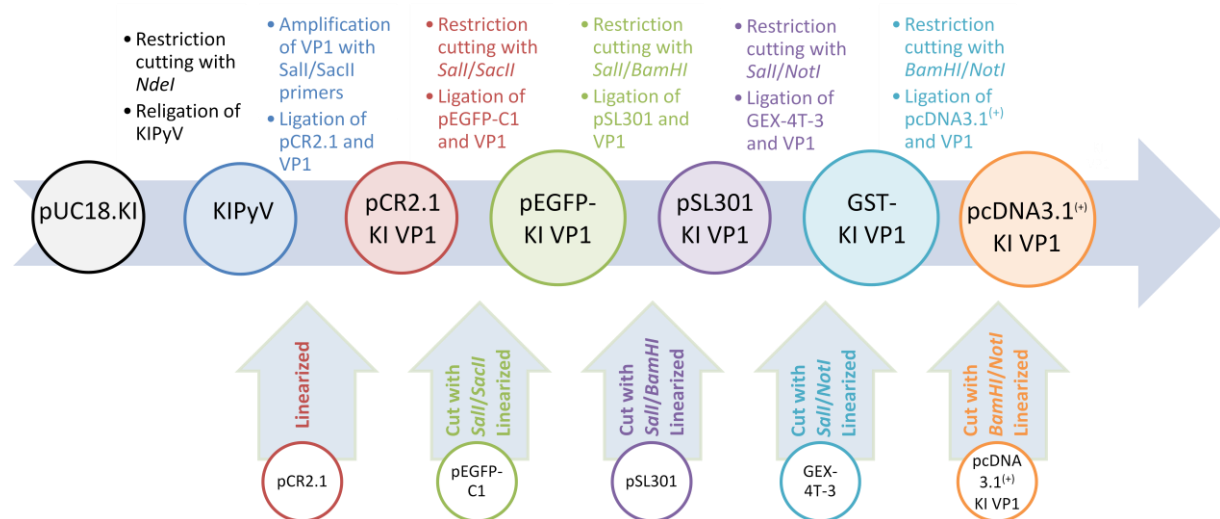 • Restriction
cutting with
NdeI
• Religation of
KIPyV
• Amplification
of VP1 with
SalI/SacII
primers
• Ligation of
pCR2.1 and
VP1
• Restriction
cutting with
SalI/SacII
• Ligation of
pEGFP-C1
and VP1
• Restriction
cutting with
SalI/BamHI
• Ligation of
pSL301 and
VP1
• Restriction
cutting with
SalI/NotI
• Ligation of
GEX-4T-3
and VP1
• Restriction
cutting with
BamHI/NotI
• Ligation of
pcDNA3.1(+)
and VP1
pUC18.KI
KIPyV
pCR2.1
KI VP1
pEGFP-
KI VP1
pSL301
KI VP1
GST-
KI VP1
pcDNA3.1(+)
KI VP1
Linearized
Cut with
SalI/SacII
Linearized
Cut with
SalI/BamHI
Linearized
Cut with
SalI/NotI
Linearized
Cut with
BamHI/NotI
Linearized
pCR2.1
pEGFP-
C1
pSL301
GEX-
4T-3
pcDNA
3.1(+)
KI VP1